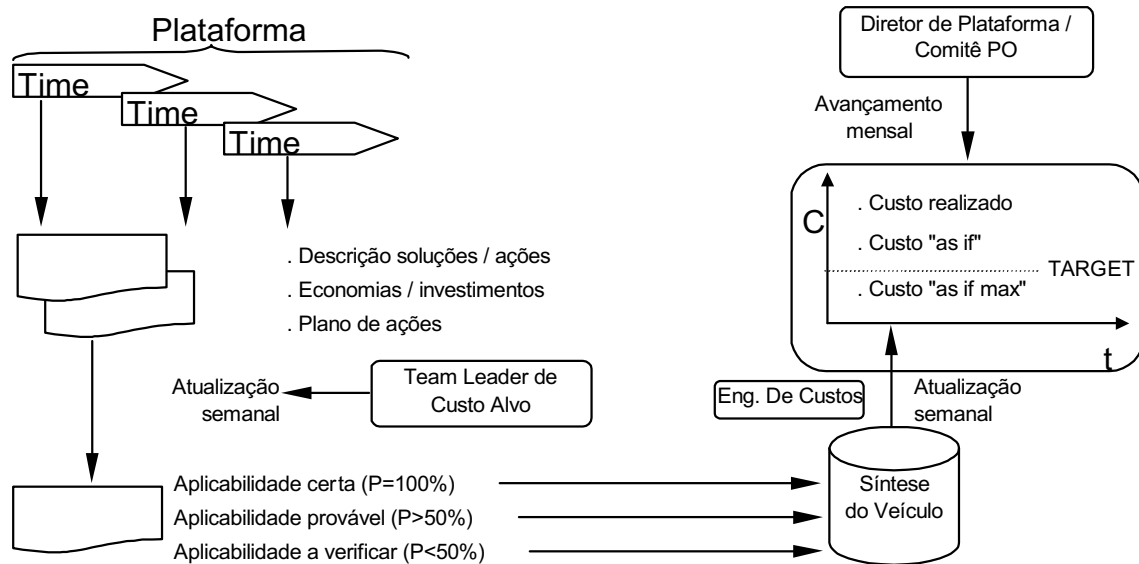 Plataforma
Time
Time
Time
. Descrição soluções / ações
. Economias / investimentos
. Plano de ações
Atualização
semanal
Team Leader de
Custo Alvo
Aplicabilidade certa (P=100%)
Aplicabilidade provável (P>50%)
Aplicabilidade a verificar (P<50%)
Diretor de Plataforma /
Comitê PO
Avançamento
mensal
C
. Custo realizado
. Custo "as if"
TARGET
. Custo "as if max"
t
Eng. De Custos
Atualização
semanal
Síntese
do Veículo